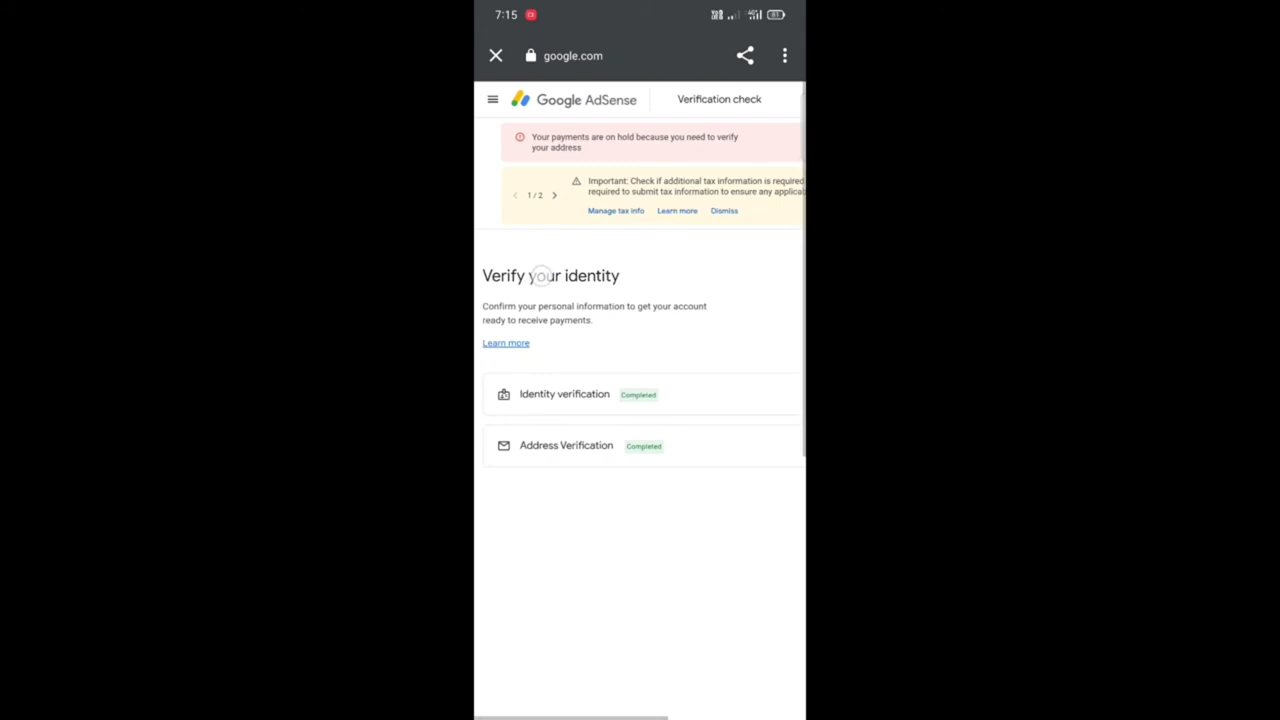 7:15
81
google.com
Google AdSense
Verification check
Your payments are on hold because you need to verify
your address
Important: Check if additional tax information is required
required to submit tax information to ensure any applicab
1 / 2
Manage tax info Learn more Dismiss
Verify your identity
Confirm your personal information to get your account
ready to receive payments.
Learn more
Identity verification Completed
Address Verification Completed